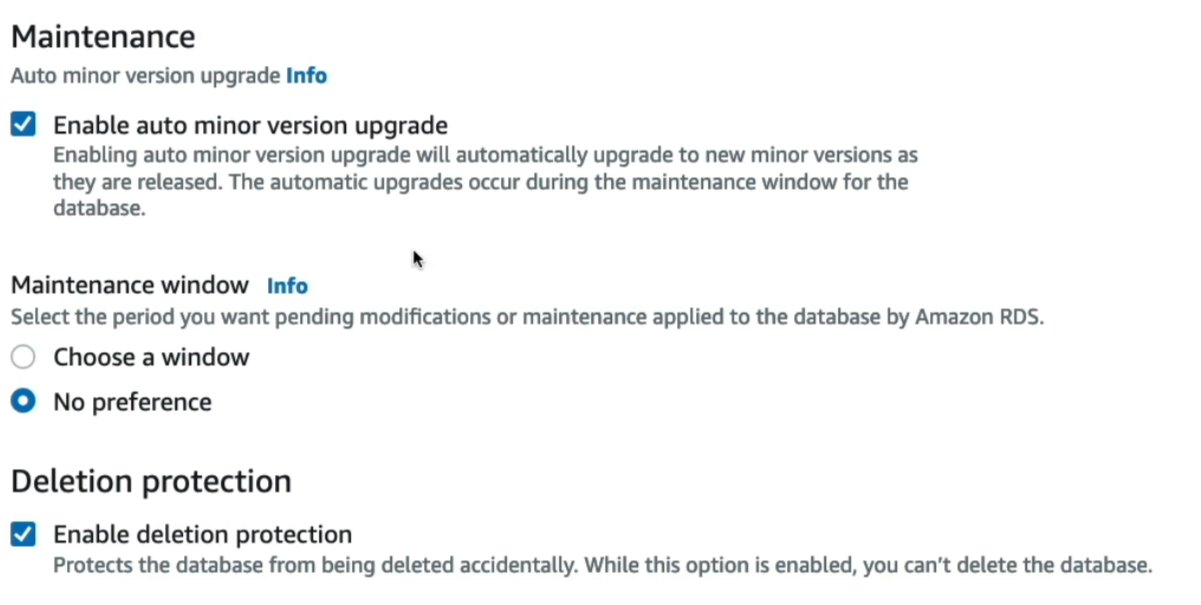 Maintenance
Auto minor version upgrade Info
Enable auto minor version upgrade
Enabling auto minor version upgrade will automatically upgrade to new minor versions as
they are released. The automatic upgrades occur during the maintenance window for the
database.
Maintenance window Info
Select the period you want pending modifications or maintenance applied to the database by Amazon RDS.
Choose a window
No preference
Deletion protection
Enable deletion protection
Protects the database from being deleted accidentally. While this option is enabled, you can’t delete the database.